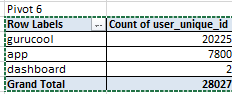 Pivot 6
Row Labels Count of user_unique_id
gurucool 20225
app 7800
dashboard 2
Grand Total 28027